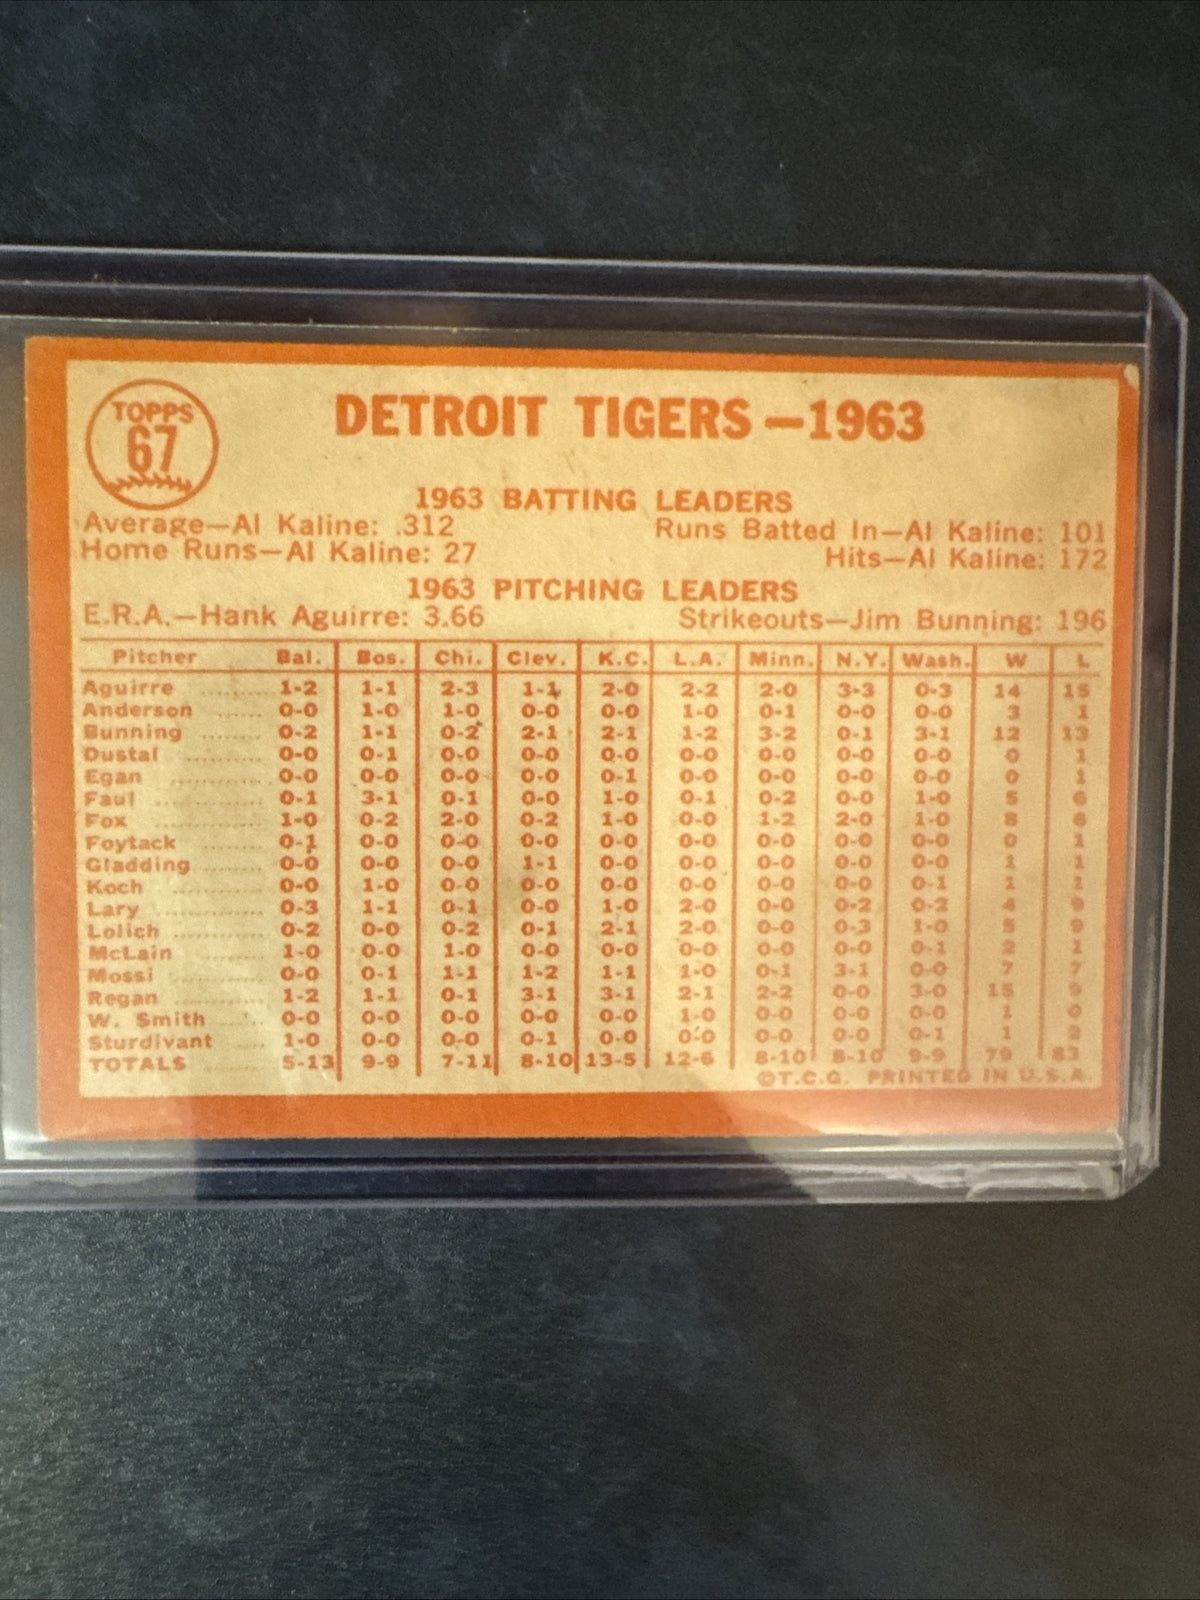 TOPPS
67
DETROIT TIGERS—1963
1963 BATTING LEADERS
Average—Al Kaline: .312 Runs Batted In—Al Kaline: 101
Home Runs—Al Kaline: 27 Hits—Al Kaline: 172
1963 PITCHING LEADERS
E.R.A.—Hank Aguirre: 3.66 Strikeouts—Jim Bunning: 196
Pitcher Bal. Bos. Chi. Clev. K.C. L.A. Minn. N.Y. Wash. W L
Aguirre ........ 1-2 1-1 2-3 1-1 2-0 2-2 2-0 3-3 0-3 14 15
Anderson ...... 0-0 1-0 1-0 0-0 0-0 1-0 0-1 0-0 0-0 3 1
Bunning ........ 0-2 1-1 0-2 2-1 2-1 1-2 3-2 0-1 3-1 12 13
Dustal .......... 0-0 0-1 0-0 0-0 0-0 0-0 0-0 0-0 0-0 0 1
Egan ............ 0-0 0-0 0-0 0-0 0-1 0-0 0-0 0-0 0-0 0 1
Faul .............. 0-1 3-1 0-1 0-0 1-0 0-1 0-2 0-0 1-0 5 6
Fox .............. 1-0 0-2 2-0 0-2 1-0 0-0 1-2 2-0 1-0 8 6
Foytack ........ 0-1 0-0 0-0 0-0 0-0 0-0 0-0 0-0 0-0 0 1
Gladding ...... 0-0 0-0 0-0 1-1 0-0 0-0 0-0 0-0 0-0 1 1
Koch ............ 0-0 1-0 0-0 0-0 0-0 0-0 0-0 0-0 0-1 1 1
Lary .............. 0-3 1-1 0-1 0-0 1-0 2-0 0-0 0-2 0-2 4 9
Lolich ............ 0-2 0-0 0-2 0-1 2-1 2-0 0-0 0-3 1-0 5 9
McLain .......... 1-0 0-0 1-0 0-0 0-0 0-0 0-0 0-0 0-1 2 1
Mossi ............ 0-0 0-1 1-1 1-2 1-1 1-0 0-1 3-1 0-0 7 7
Regan .......... 1-2 1-1 0-1 3-1 3-1 2-1 2-2 0-0 3-0 15 9
W. Smith ...... 0-0 0-0 0-0 0-0 0-0 1-0 0-0 0-0 0-0 1 0
Sturdivant .... 1-0 0-0 0-0 0-1 0-0 0-0 0-0 0-0 0-1 1 2
TOTALS 5-13 9-9 7-11 8-10 13-5 12-6 8-10 8-10 9-9 79 83
©T.C.G. PRINTED IN U.S.A.